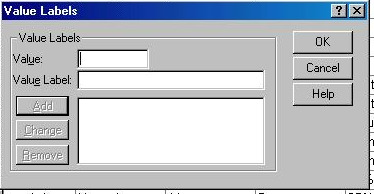 Value Labels
Value Labels
Value:
Value Label:
Add
Change
Remove
OK
Cancel
Help